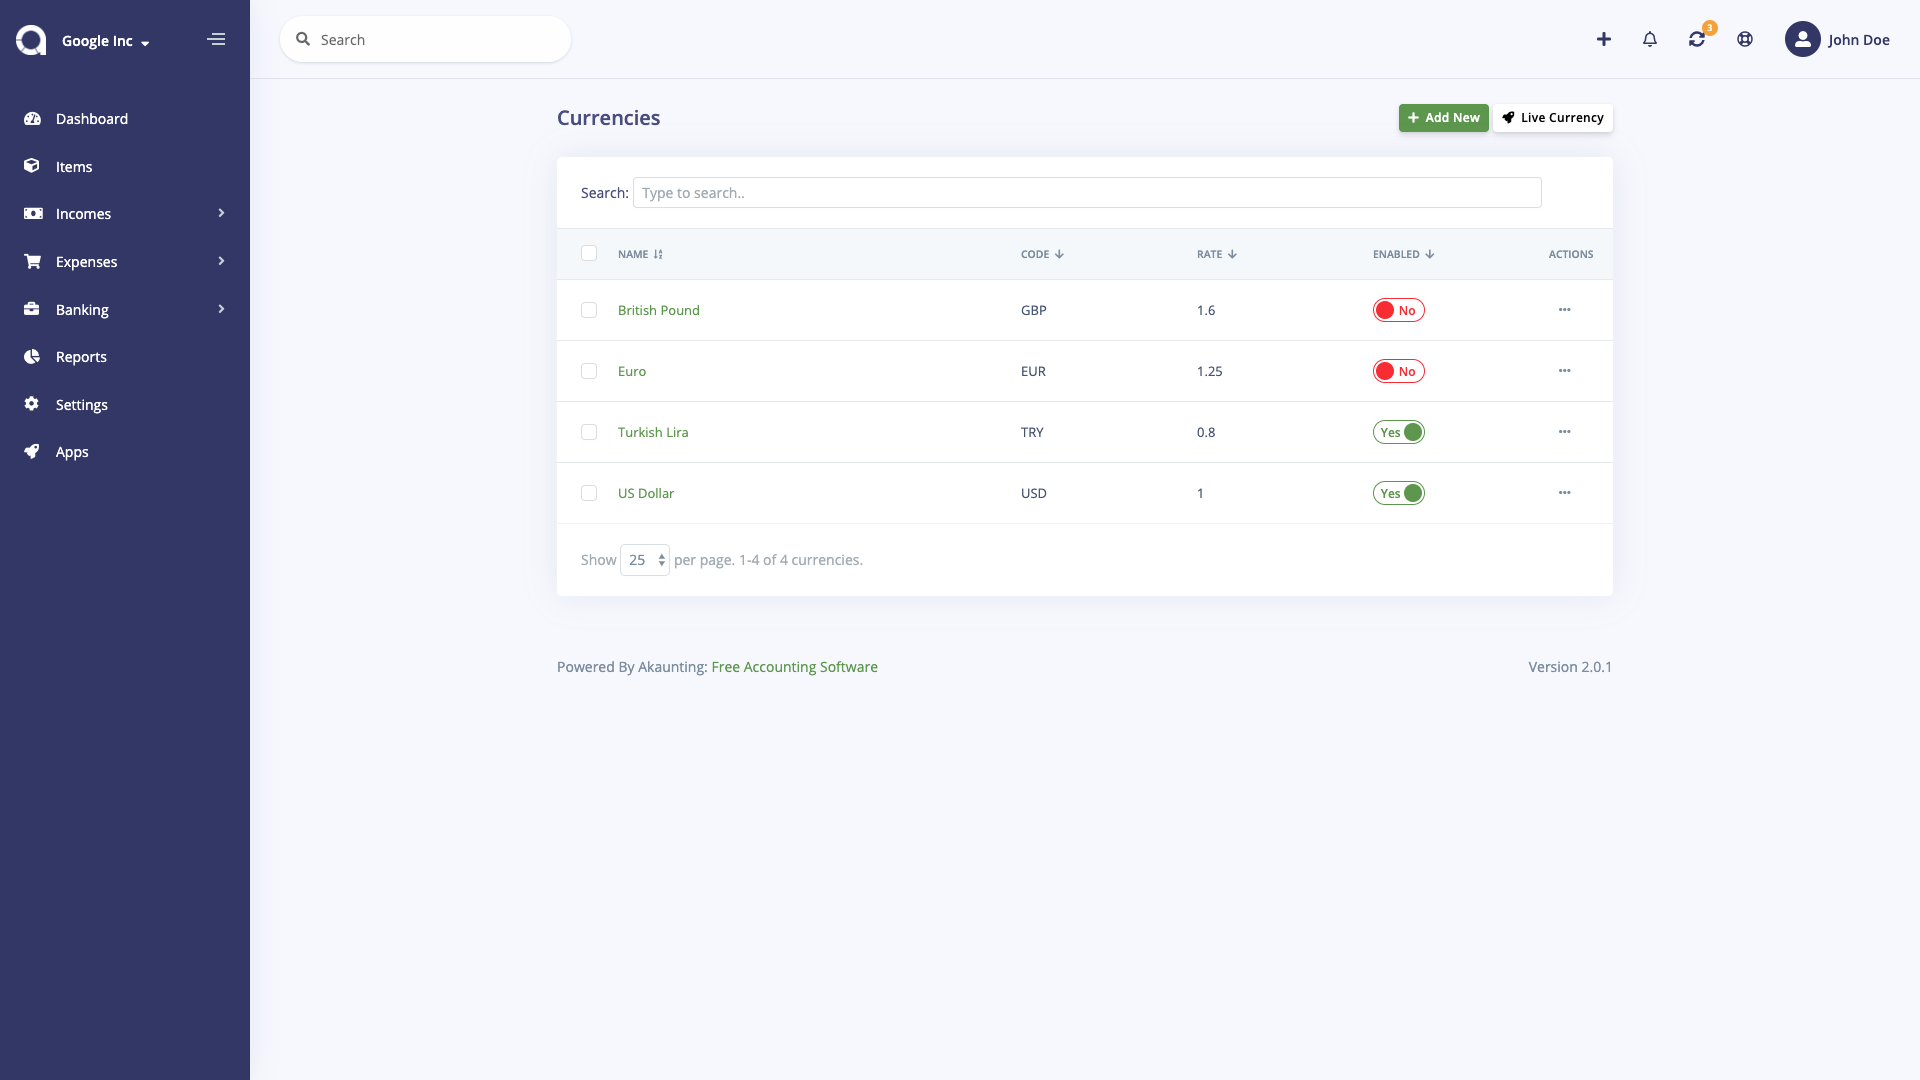 Google Inc
Search
3
John Doe
Dashboard
Items
Incomes
Expenses
Banking
Reports
Settings
Apps
Currencies
Add New
Live Currency
Search: Type to search..
NAME CODE RATE ENABLED ACTIONS
British Pound GBP 1.6 No
Euro EUR 1.25 No
Turkish Lira TRY 0.8 Yes
US Dollar USD 1 Yes
Show 25 per page. 1-4 of 4 currencies.
Powered By Akaunting: Free Accounting Software
Version 2.0.1